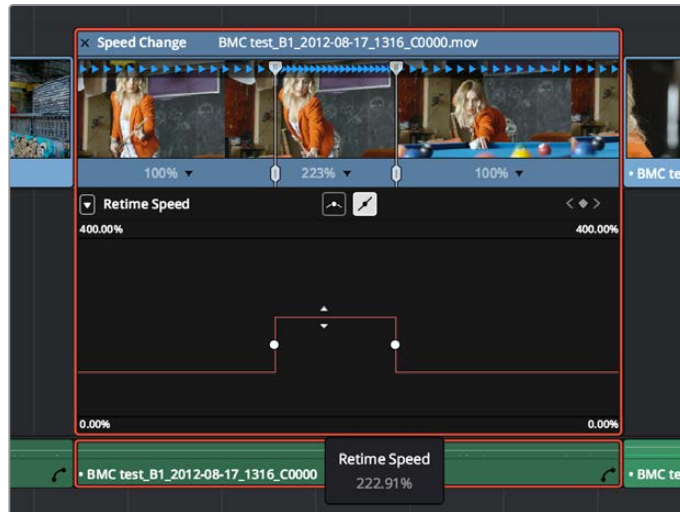 × Speed Change BMC test_B1_2012-08-17_1316_C0000.mov
100% ▼ 223% ▼ 100% ▼
• BMC te
Retime Speed
400.00% 400.00%
0.00% 0.00%
• BMC test_B1_2012-08-17_1316_C0000
• BMC te
Retime Speed
222.91%